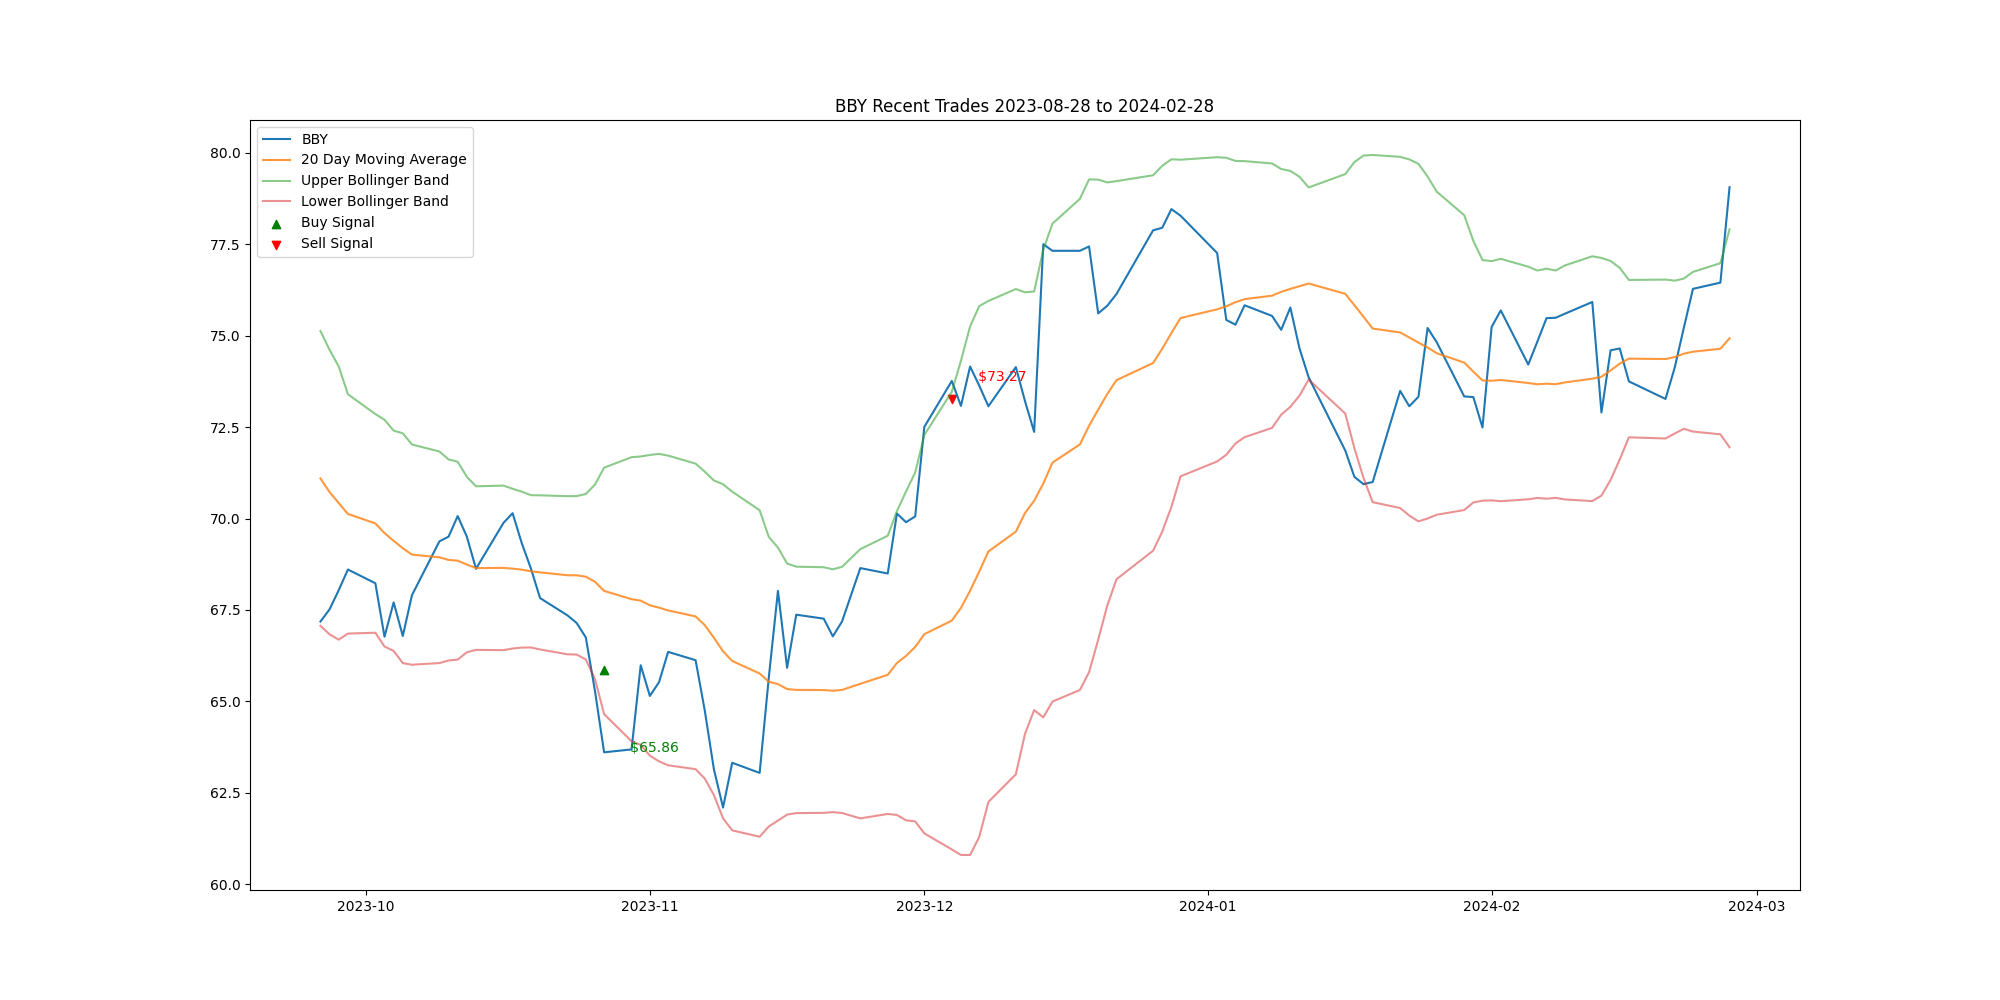 BBY Recent Trades 2023-08-28 to 2024-02-28
BBY
20 Day Moving Average
Upper Bollinger Band
Lower Bollinger Band
Buy Signal
Sell Signal
80.0
77.5
75.0
72.5
70.0
67.5
65.0
62.5
60.0
$73.27
$65.86
2023-10
2023-11
2023-12
2024-01
2024-02
2024-03